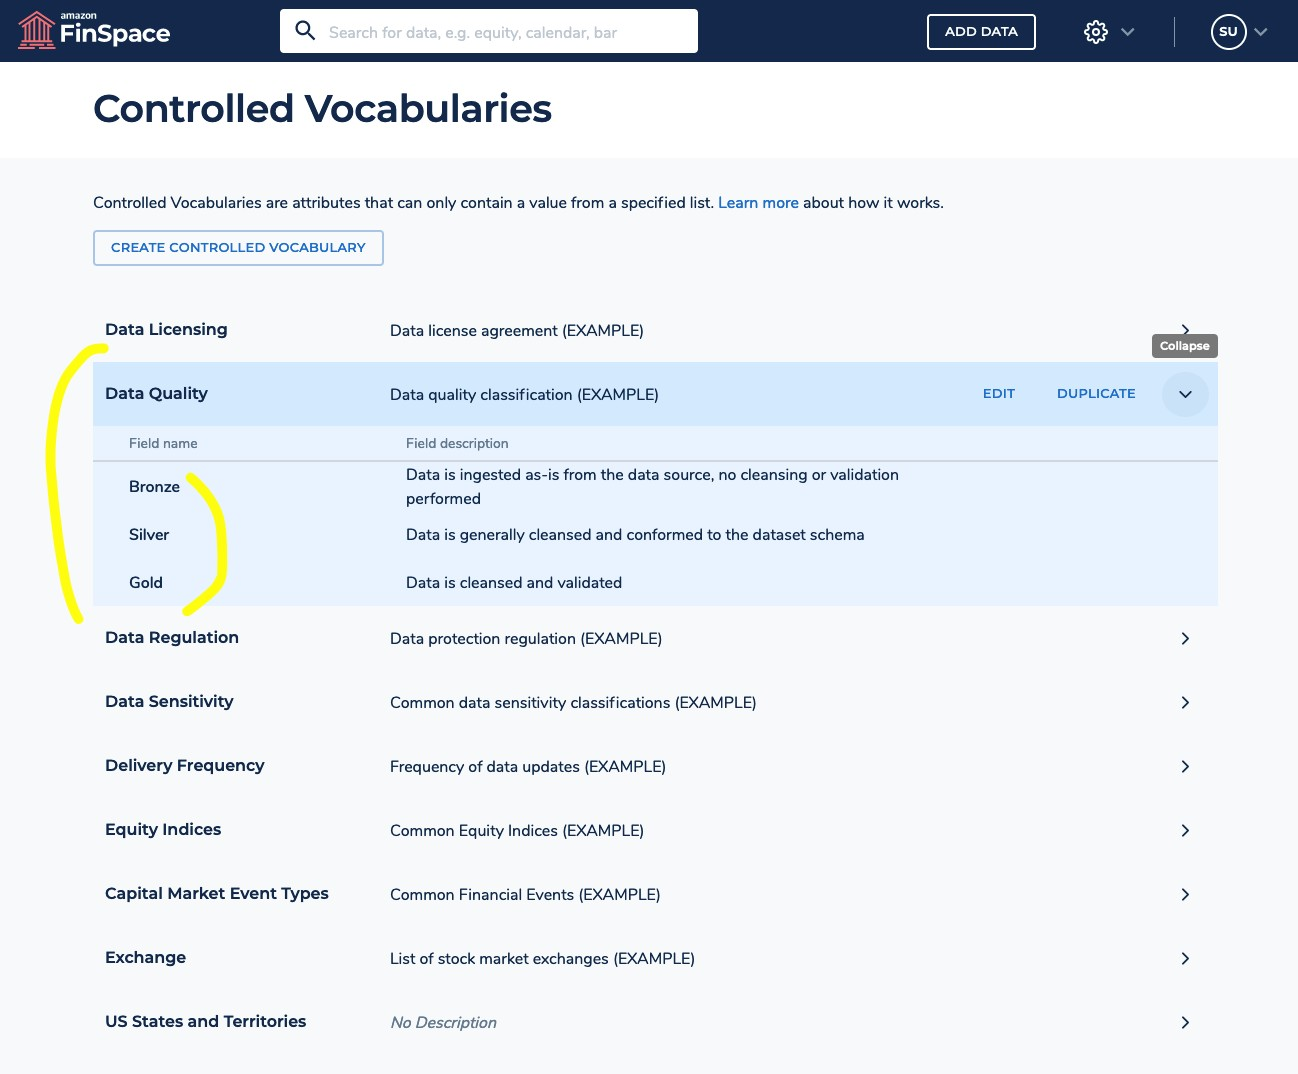 amazon
FinSpace
Search for data, e.g. equity, calendar, bar
ADD DATA
SU
Controlled Vocabularies
Controlled Vocabularies are attributes that can only contain a value from a specified list. Learn more about how it works.
CREATE CONTROLLED VOCABULARY
Data Licensing Data license agreement (EXAMPLE)
Collapse
Data Quality Data quality classification (EXAMPLE) EDIT DUPLICATE
Field name Field description
Bronze Data is ingested as-is from the data source, no cleansing or validation
performed
Silver Data is generally cleansed and conformed to the dataset schema
Gold Data is cleansed and validated
Data Regulation Data protection regulation (EXAMPLE)
Data Sensitivity Common data sensitivity classifications (EXAMPLE)
Delivery Frequency Frequency of data updates (EXAMPLE)
Equity Indices Common Equity Indices (EXAMPLE)
Capital Market Event Types Common Financial Events (EXAMPLE)
Exchange List of stock market exchanges (EXAMPLE)
US States and Territories No Description